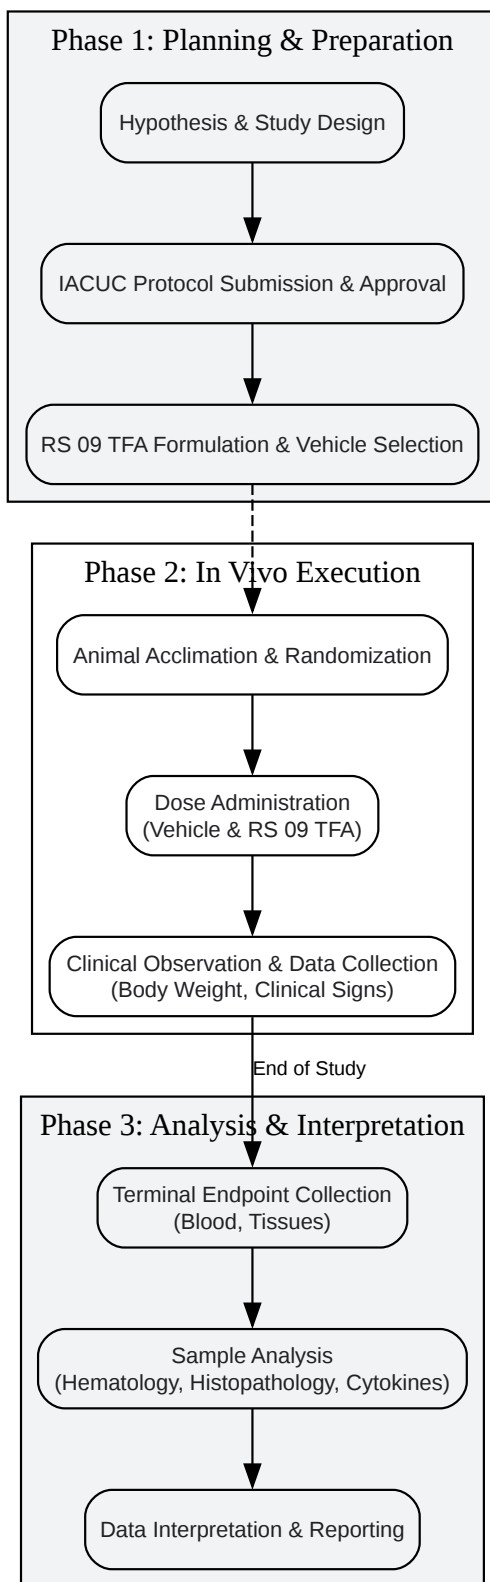 Phase 1: Planning & Preparation
Hypothesis & Study Design
IACUC Protocol Submission & Approval
RS 09 TFA Formulation & Vehicle Selection
Phase 2: In Vivo Execution
Animal Acclimation & Randomization
Dose Administration
(Vehicle & RS 09 TFA)
Clinical Observation & Data Collection
(Body Weight, Clinical Signs)
End of Study
Phase 3: Analysis & Interpretation
Terminal Endpoint Collection
(Blood, Tissues)
Sample Analysis
(Hematology, Histopathology, Cytokines)
Data Interpretation & Reporting